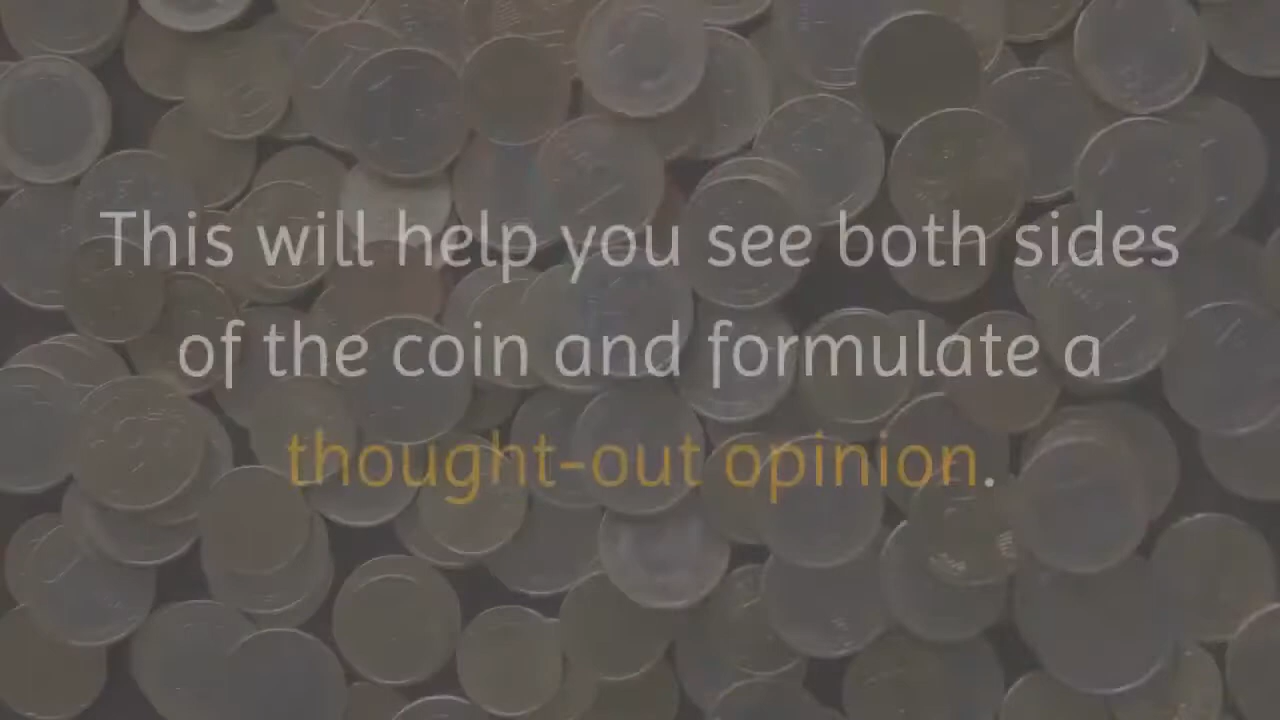 This will help you see both sides
of the coin and formulate a
thought-out opinion.